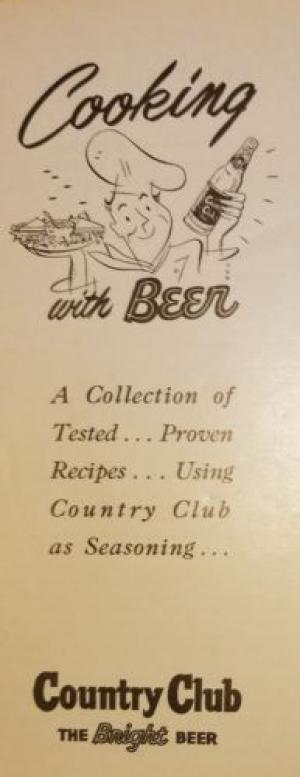 Cooking
with BEER
A Collection of
Tested... Proven
Recipes... Using
Country Club
as Seasoning...
Country Club
THE Bright BEER